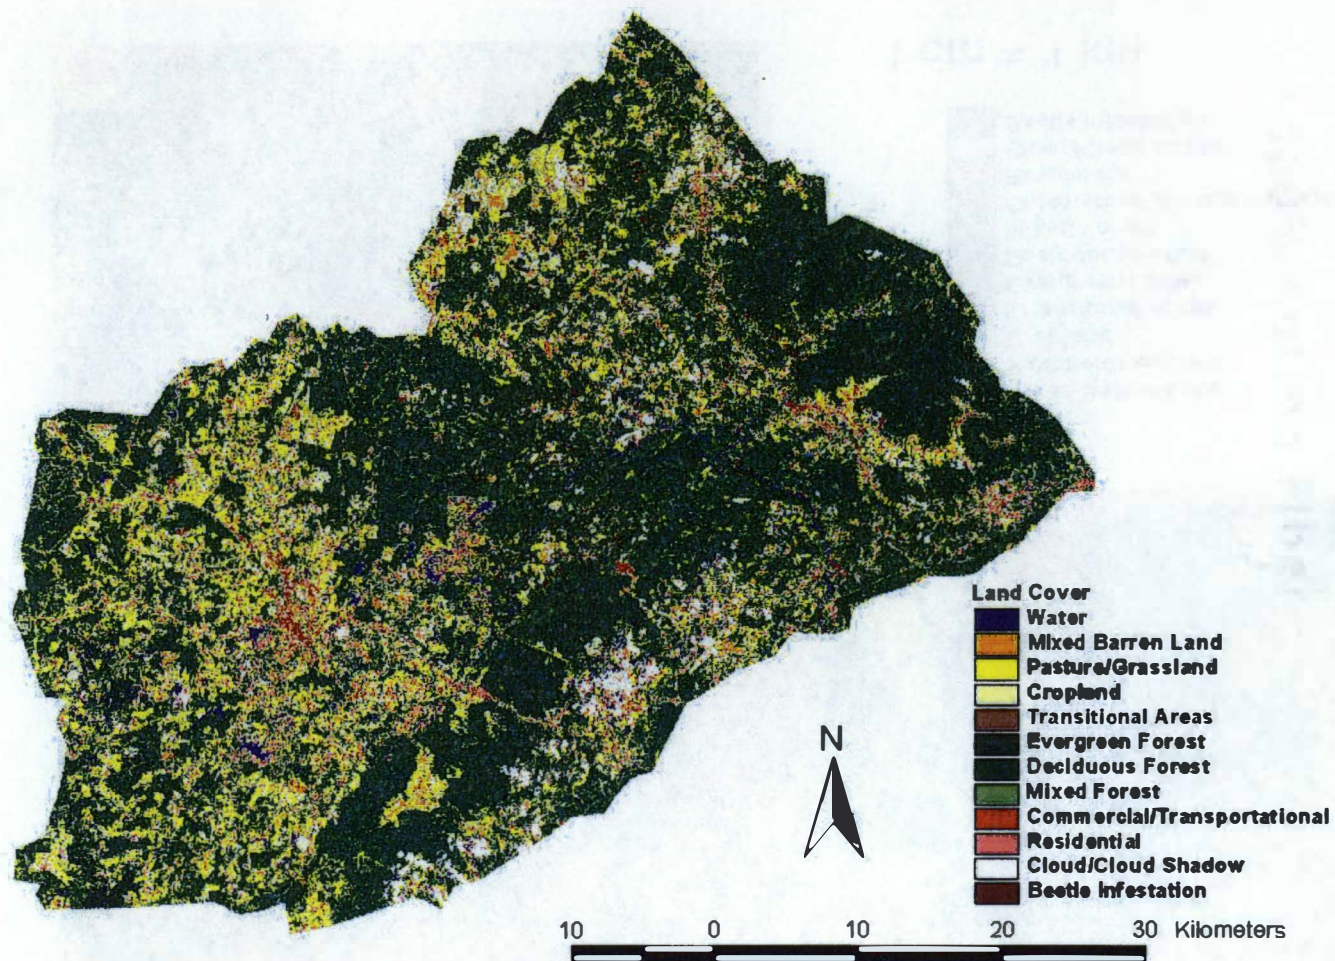 Land Cover
Water
Mixed Barren Land
Pasture/Grassland
Cropland
Transitional Areas
Evergreen Forest
Deciduous Forest
Mixed Forest
Commercial/Transportational
Residential
Cloud/Cloud Shadow
Beetle Infestation
N
10 0 10 20 30 Kilometers